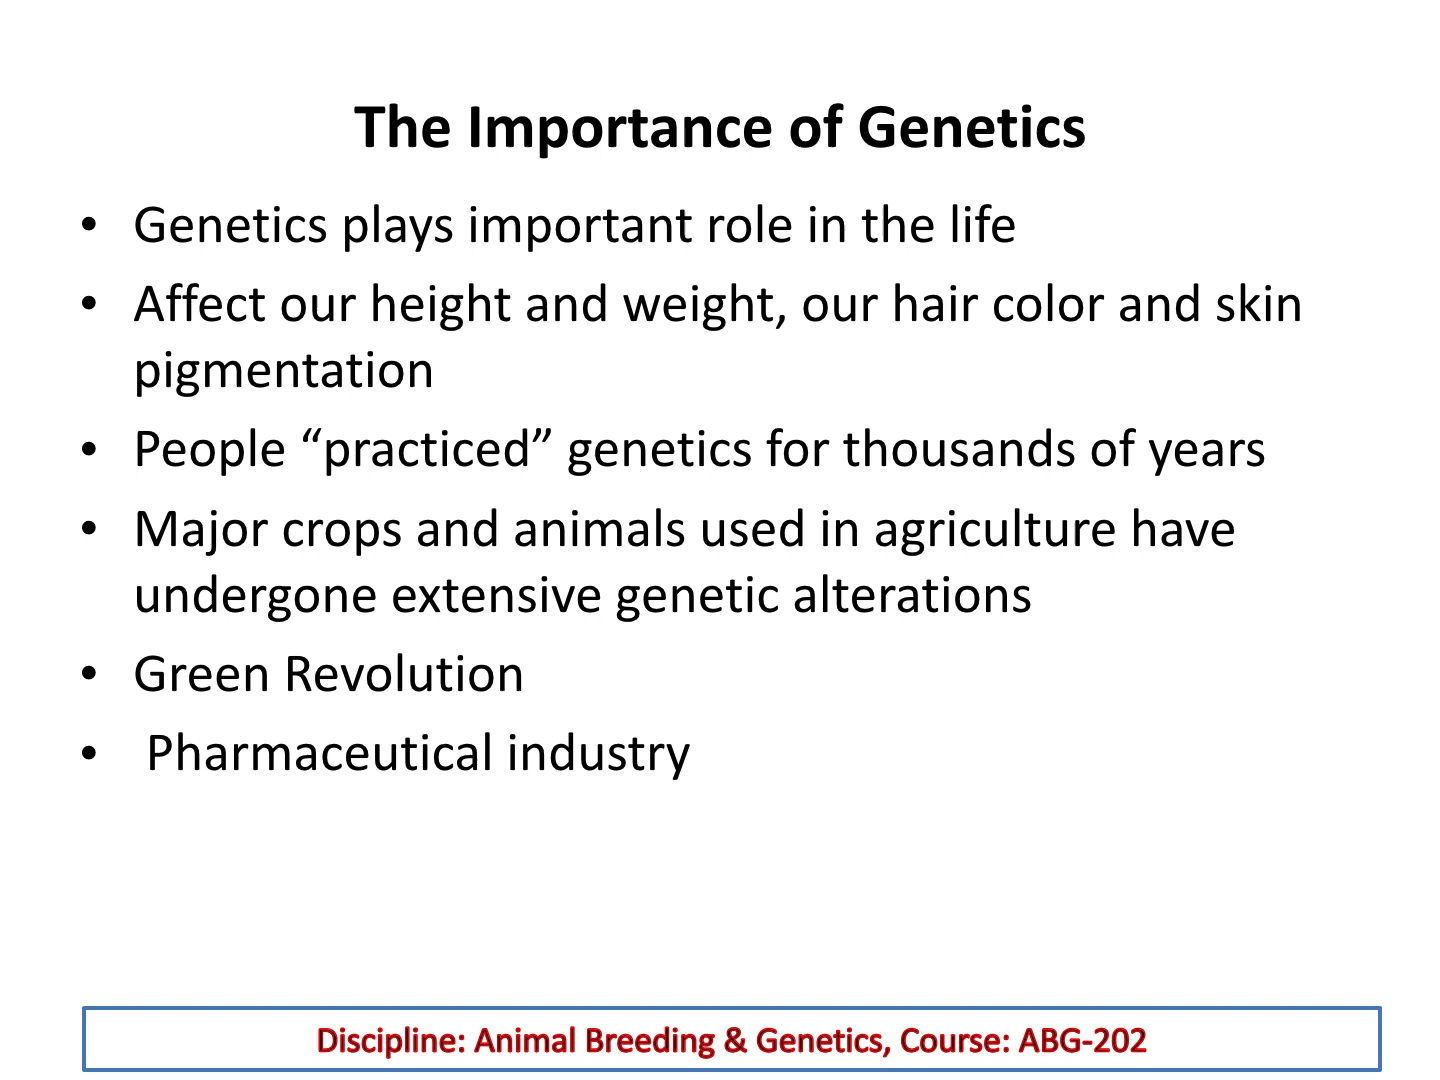 The Importance of Genetics
• Genetics plays important role in the life
• Affect our height and weight, our hair color and skin
pigmentation
• People “practiced” genetics for thousands of years
• Major crops and animals used in agriculture have
undergone extensive genetic alterations
• Green Revolution
• Pharmaceutical industry
Discipline: Animal Breeding & Genetics, Course: ABG-202